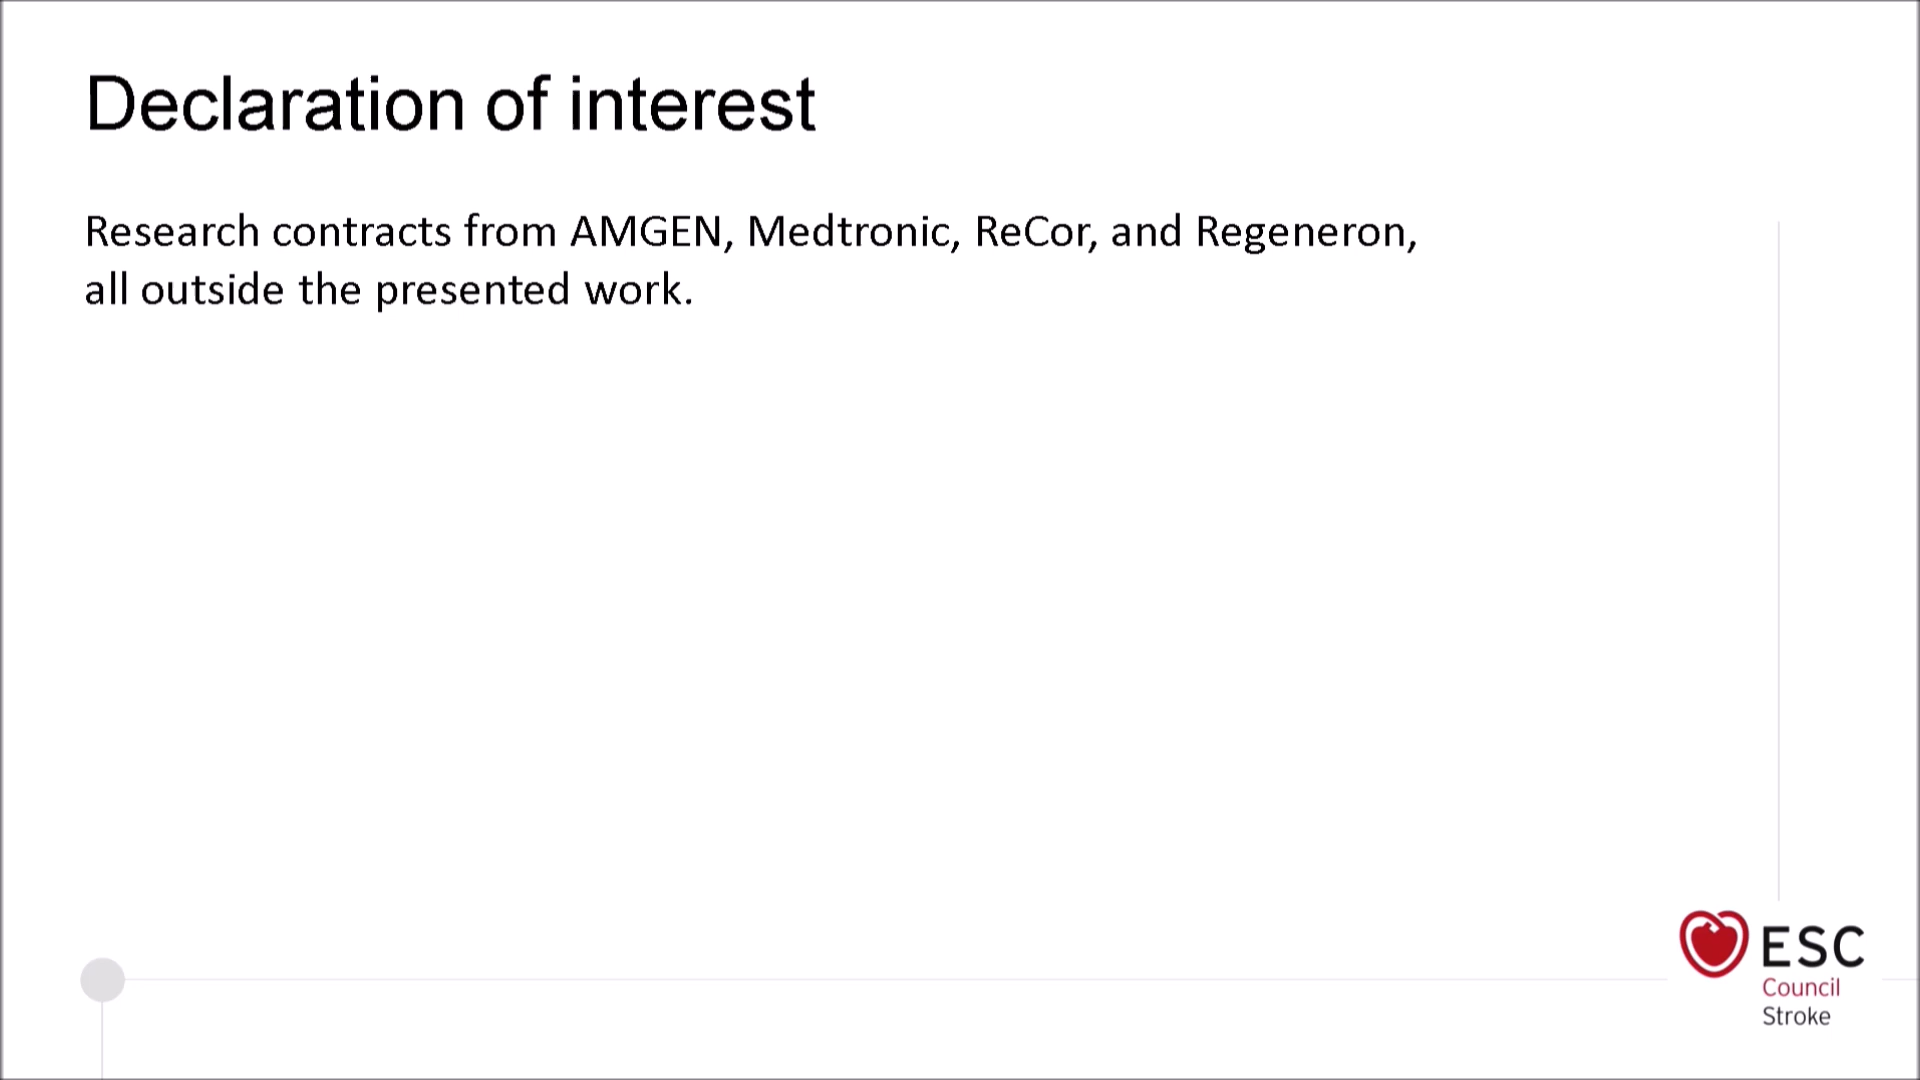 Declaration of interest
Research contracts from AMGEN, Medtronic, ReCor, and Regeneron,
all outside the presented work.
ESC
Council
Stroke